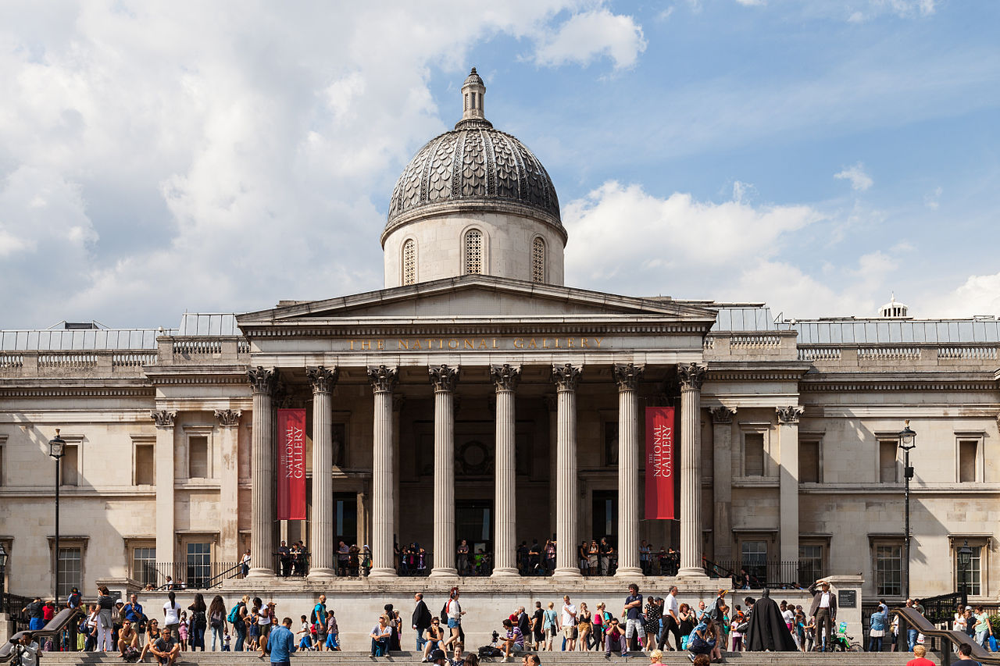 THE NATIONAL GALLERY
THE
NATIONAL
GALLERY
THE
NATIONAL
GALLERY